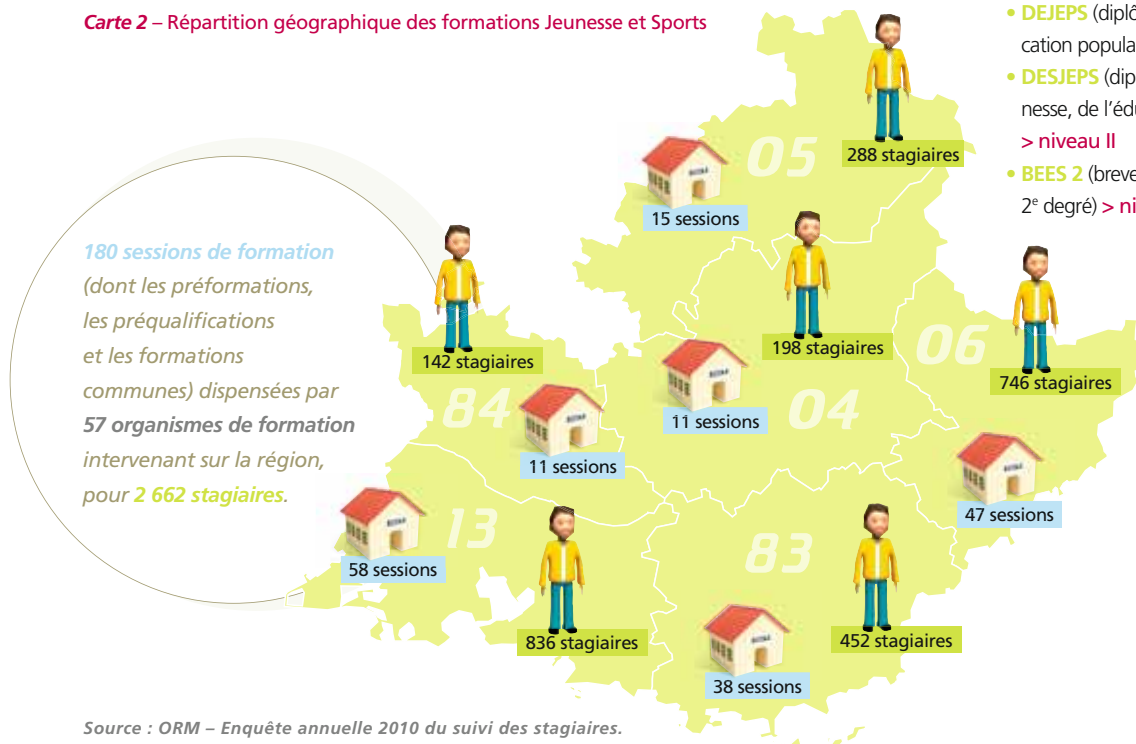 Carte 2 – Répartition géographique des formations Jeunesse et Sports
180 sessions de formation
(dont les préformations,
les préqualifications
et les formations
communes) dispensées par
57 organismes de formation
intervenant sur la région,
pour 2 662 stagiaires.
05
288 stagiaires
15 sessions
142 stagiaires
84
11 sessions
198 stagiaires
04
11 sessions
06
746 stagiaires
47 sessions
13
58 sessions
836 stagiaires
83
452 stagiaires
38 sessions
Source : ORM – Enquête annuelle 2010 du suivi des stagiaires.
• DEJEPS (diplô
cation popula
• DESJEPS (dip
nesse, de l'édu
> niveau II
• BEES 2 (breve
2e degré) > ni